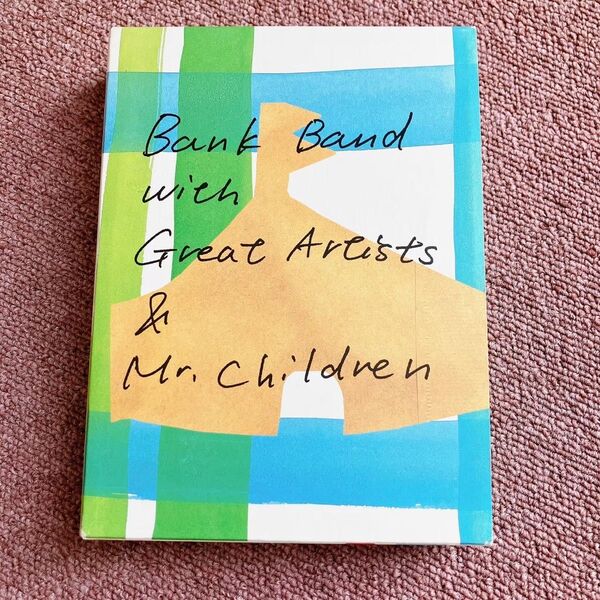 Bank Band
with
Great Artists
&
Mr. Children